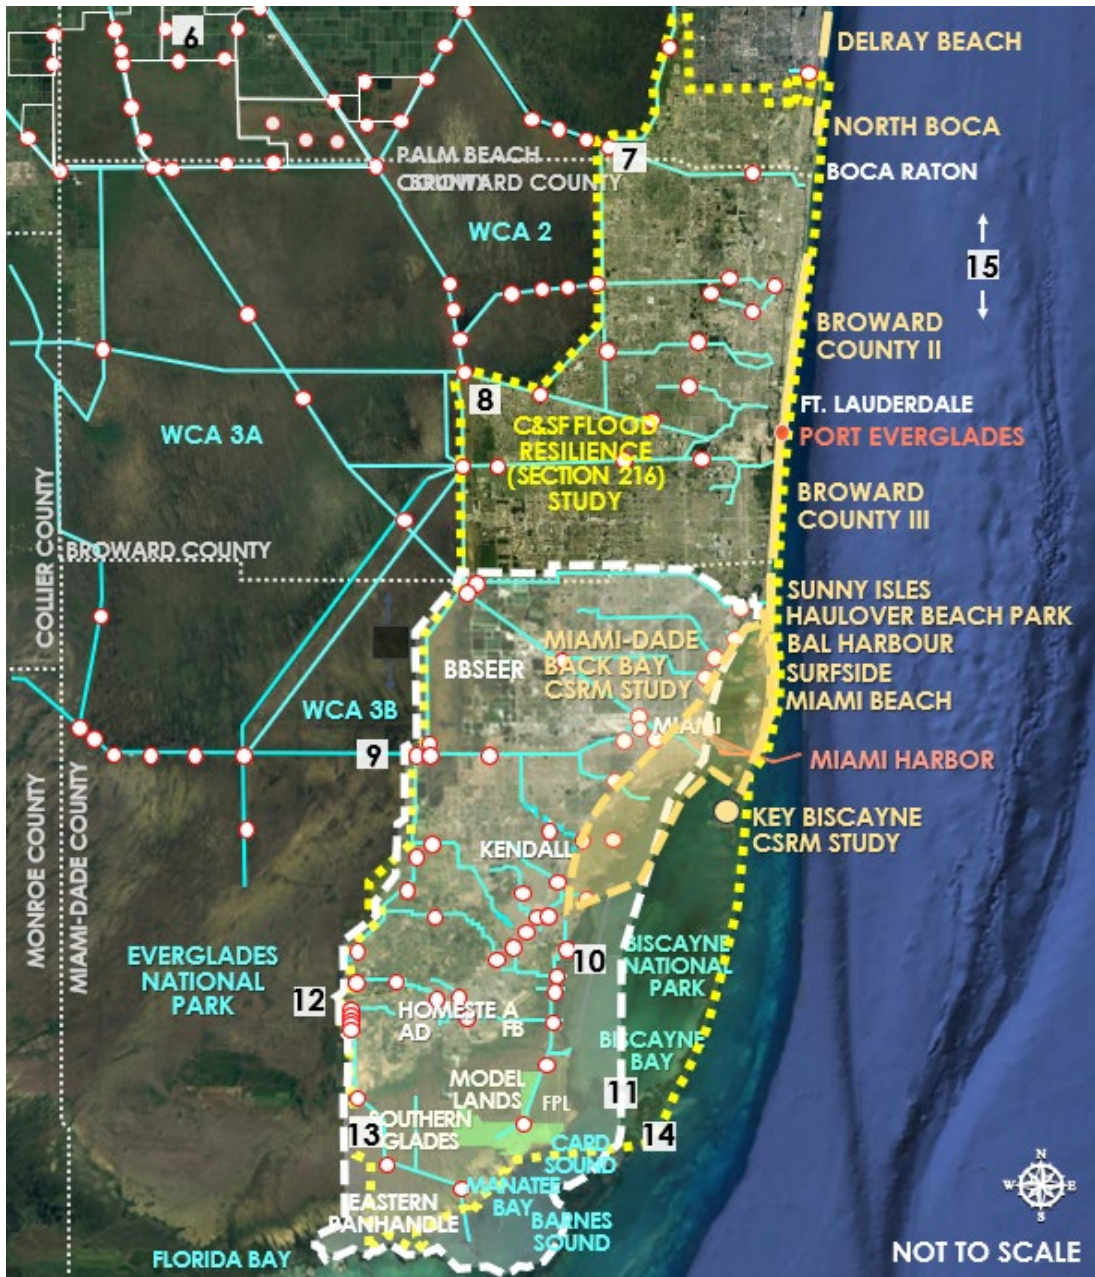 6
DELRAY BEACH
NORTH BOCA
7
PALM BEACH
COUNTY
BROWARD COUNTY
BOCA RATON
WCA 2
15
BROWARD
COUNTY II
8
FT. LAUDERDALE
PORT EVERGLADES
WCA 3A
C&SF FLOOD
RESILIENCE
(SECTION 216)
STUDY
BROWARD
COUNTY III
COLLIER COUNTY
BROWARD COUNTY
SUNNY ISLES
HAULOVER BEACH PARK
BAL HARBOUR
SURFSIDE
MIAMI BEACH
MIAMI-DADE
BACK BAY
CSRM STUDY
BBSEER
WCA 3B
MIAMI
9
MIAMI HARBOR
KEY BISCAYNE
CSRM STUDY
KENDALL
MONROE COUNTY
MIAMI-DADE COUNTY
EVERGLADES
NATIONAL
PARK
10
BISCAYNE
NATIONAL
PARK
12
HOMESTE A
AD FB
BISCAYNE
BAY
MODEL
LANDS
FPL
11
13
SOUTHERN
GLADES
14
CARD
SOUND
MANATEE
BAY
EASTERN
PANHANDLE
BARNES
SOUND
FLORIDA BAY
N
W E
S
NOT TO SCALE